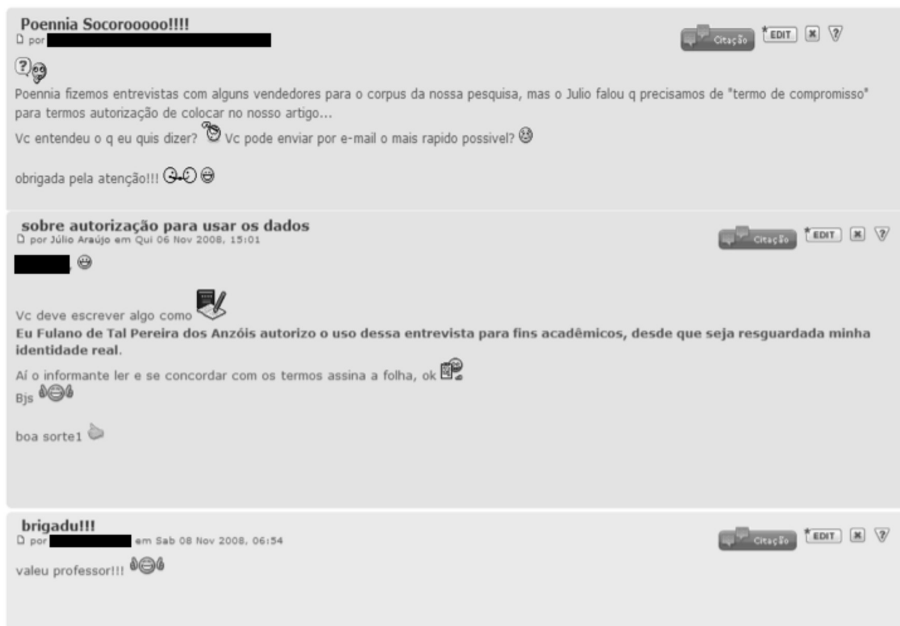 Poennia Socorooooo!!!!
por
Citação
EDIT
Poennia fizemos entrevistas com alguns vendedores para o corpus da nossa pesquisa, mas o Julio falou q precisamos de "termo de compromisso"
para termos autorização de colocar no nosso artigo...
Vc entendeu o q eu quis dizer? Vc pode enviar por e-mail o mais rapido possivel?
obrigada pela atenção!!!
sobre autorização para usar os dados
por Júlio Araújo em Qui 06 Nov 2008, 15:01
Citação
EDIT
Vc deve escrever algo como
Eu Fulano de Tal Pereira dos Anzóis autorizo o uso dessa entrevista para fins acadêmicos, desde que seja resguardada minha
identidade real.
Aí o informante ler e se concordar com os termos assina a folha, ok
Bjs
boa sorte1
brigadu!!!
por em Sab 08 Nov 2008, 06:54
Citação
EDIT
valeu professor!!!